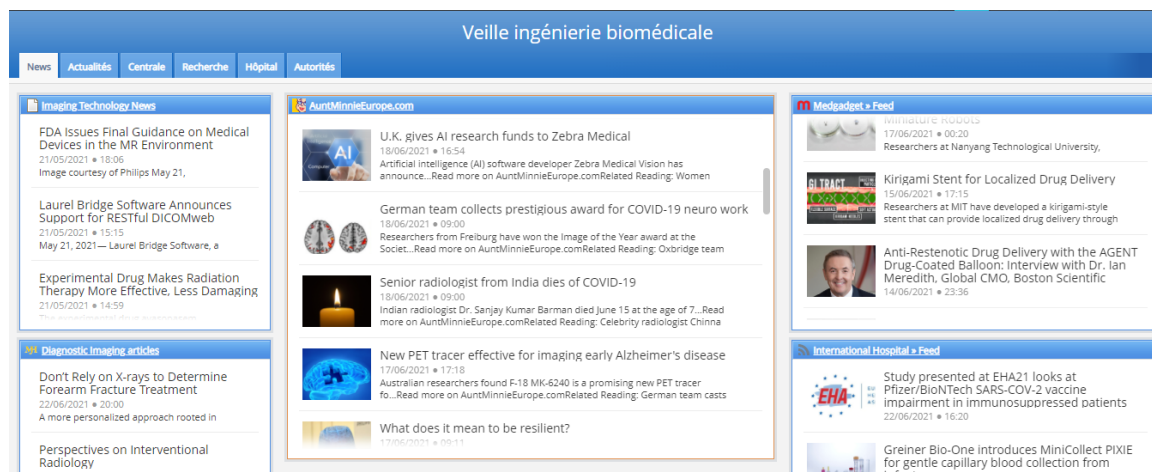 Veille ingénierie biomédicale
News
Actualités
Centrale
Recherche
Hôpital
Autorités
Imaging Technology News
FDA Issues Final Guidance on Medical
Devices in the MR Environment
21/05/2021 ● 18:06
Image courtesy of Philips May 21,
Laurel Bridge Software Announces
Support for RESTful DICOMweb
21/05/2021 ● 15:15
May 21, 2021— Laurel Bridge Software, a
Experimental Drug Makes Radiation
Therapy More Effective, Less Damaging
21/05/2021 ● 14:59
The experimental drug
Diagnostic Imaging articles
Don't Rely on X-rays to Determine
Forearm Fracture Treatment
22/06/2021 ● 20:00
A more personalized approach rooted in
Perspectives on Interventional
Radiology
AuntMinnieEurope.com
AI
U.K. gives AI research funds to Zebra Medical
18/06/2021 ● 16:54
Artificial intelligence (AI) software developer Zebra Medical Vision has
announce...Read more on AuntMinnieEurope.comRelated Reading: Women
German team collects prestigious award for COVID-19 neuro work
18/06/2021 ● 09:00
Researchers from Freiburg have won the Image of the Year award at the
Societ...Read more on AuntMinnieEurope.comRelated Reading: Oxbridge team
Senior radiologist from India dies of COVID-19
18/06/2021 ● 09:00
Indian radiologist Dr. Sanjay Kumar Barman died June 15 at the age of 7...Read
more on AuntMinnieEurope.comRelated Reading: Celebrity radiologist Chinna
New PET tracer effective for imaging early Alzheimer's disease
17/06/2021 ● 17:18
Australian researchers found F-18 MK-6240 is a promising new PET tracer
fo...Read more on AuntMinnieEurope.comRelated Reading: German team casts
What does it mean to be resilient?
17/06/2021 ● 09:11
Medgadget » Feed
Miniature Robots
17/06/2021 ● 00:20
Researchers at Nanyang Technological University,
GI TRACT
Kirigami Stent for Localized Drug Delivery
15/06/2021 ● 17:15
Researchers at MIT have developed a kirigami-style
stent that can provide localized drug delivery through
Anti-Restenotic Drug Delivery with the AGENT
Drug-Coated Balloon: Interview with Dr. Ian
Meredith, Global CMO, Boston Scientific
14/06/2021 ● 23:36
International Hospital » Feed
EHA
Study presented at EHA21 looks at
Pfizer/BioNTech SARS-COV-2 vaccine
impairment in immunosuppressed patients
22/06/2021 ● 16:20
Greiner Bio-One introduces MiniCollect PIXIE
for gentle capillary blood collection from